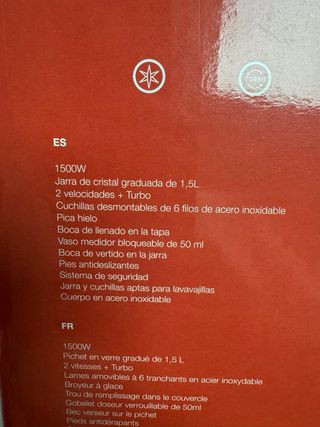 TURBO
ES
1500W
Jarra de cristal graduada de 1,5L
2 velocidades + Turbo
Cuchillas desmontables de 6 filos de acero inoxidable
Pica hielo
Boca de llenado en la tapa
Vaso medidor bloqueable de 50 ml
Boca de vertido en la jarra
Pies antideslizantes
Sistema de seguridad
Jarra y cuchillas aptas para lavavajillas
Cuerpo en acero inoxidable
FR
1500W
Pichet en verre gradué de 1,5 L
2 vitesses + Turbo
Lames amovibles à 6 tranchants en acier inoxydable
Broyeur à glace
Trou de remplissage dans le couvercle
Gobelet doseur verrouillable de 50ml
Bec verseur sur le pichet
Pieds antidérapants